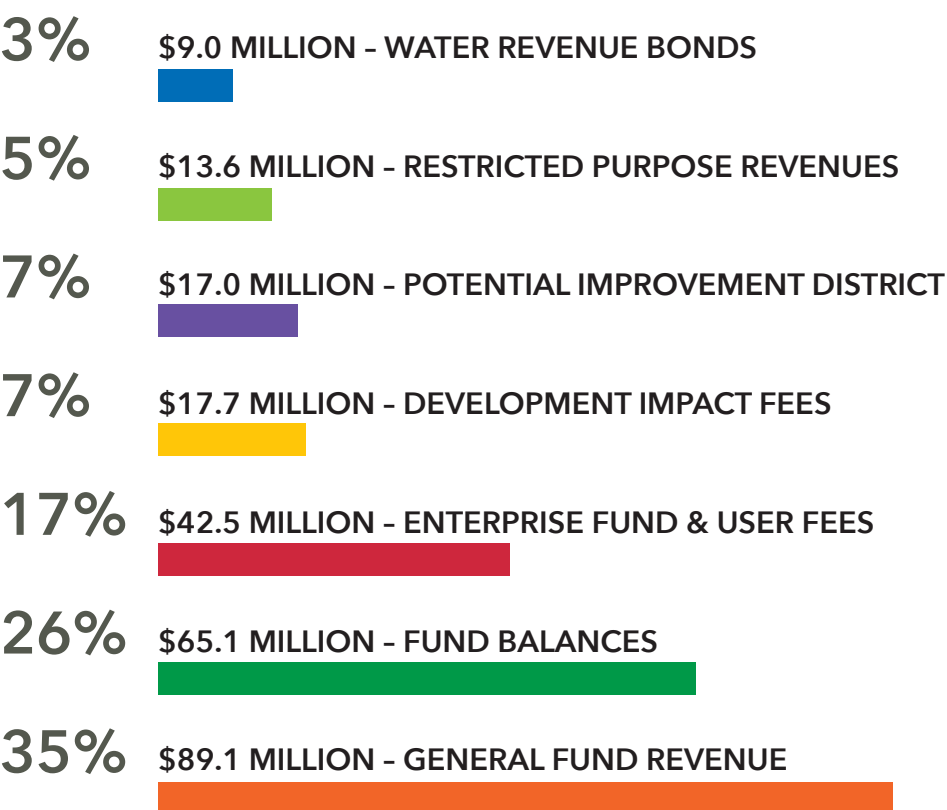 3% $9.0 MILLION – WATER REVENUE BONDS
5% $13.6 MILLION – RESTRICTED PURPOSE REVENUES
7% $17.0 MILLION – POTENTIAL IMPROVEMENT DISTRICT
7% $17.7 MILLION – DEVELOPMENT IMPACT FEES
17% $42.5 MILLION – ENTERPRISE FUND & USER FEES
26% $65.1 MILLION – FUND BALANCES
35% $89.1 MILLION – GENERAL FUND REVENUE